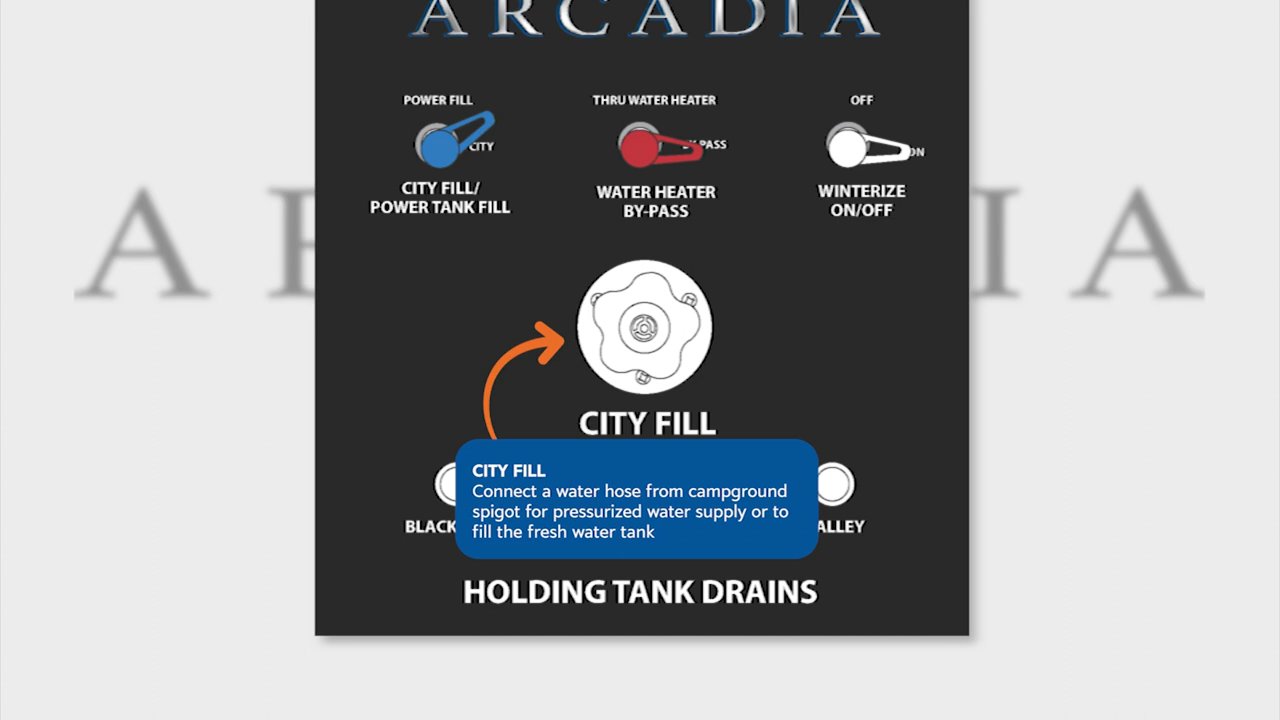 ARCADIA
POWER FILL
CITY
CITY FILL/
POWER TANK FILL
THRU WATER HEATER
PASS
WATER HEATER
BY-PASS
OFF
ON
WINTERIZE
ON/OFF
CITY FILL
CITY FILL
Connect a water hose from campground
spigot for pressurized water supply or to
fill the fresh water tank
BLACK
ALLEY
HOLDING TANK DRAINS